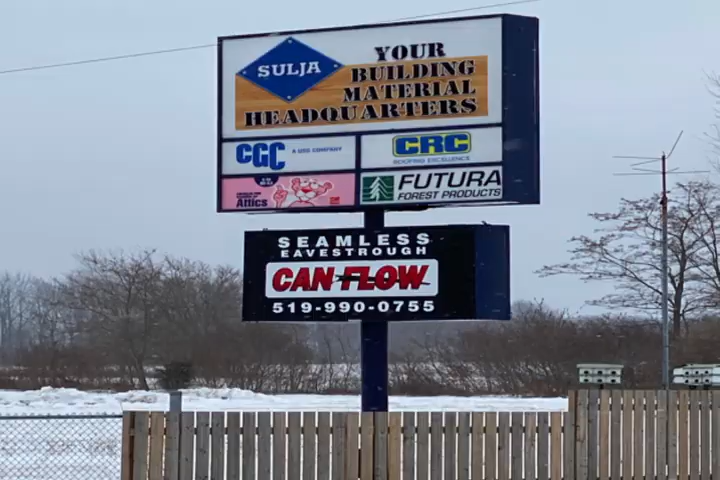 SULJA
YOUR
BUILDING
MATERIAL
HEADQUARTERS
CGC
A USG COMPANY
CRC
ROOFING EXCELLENCE
Attics
FUTURA
FOREST PRODUCTS
SEAMLESS
EAVESTROUGH
CAN-FLOW
519-990-0755